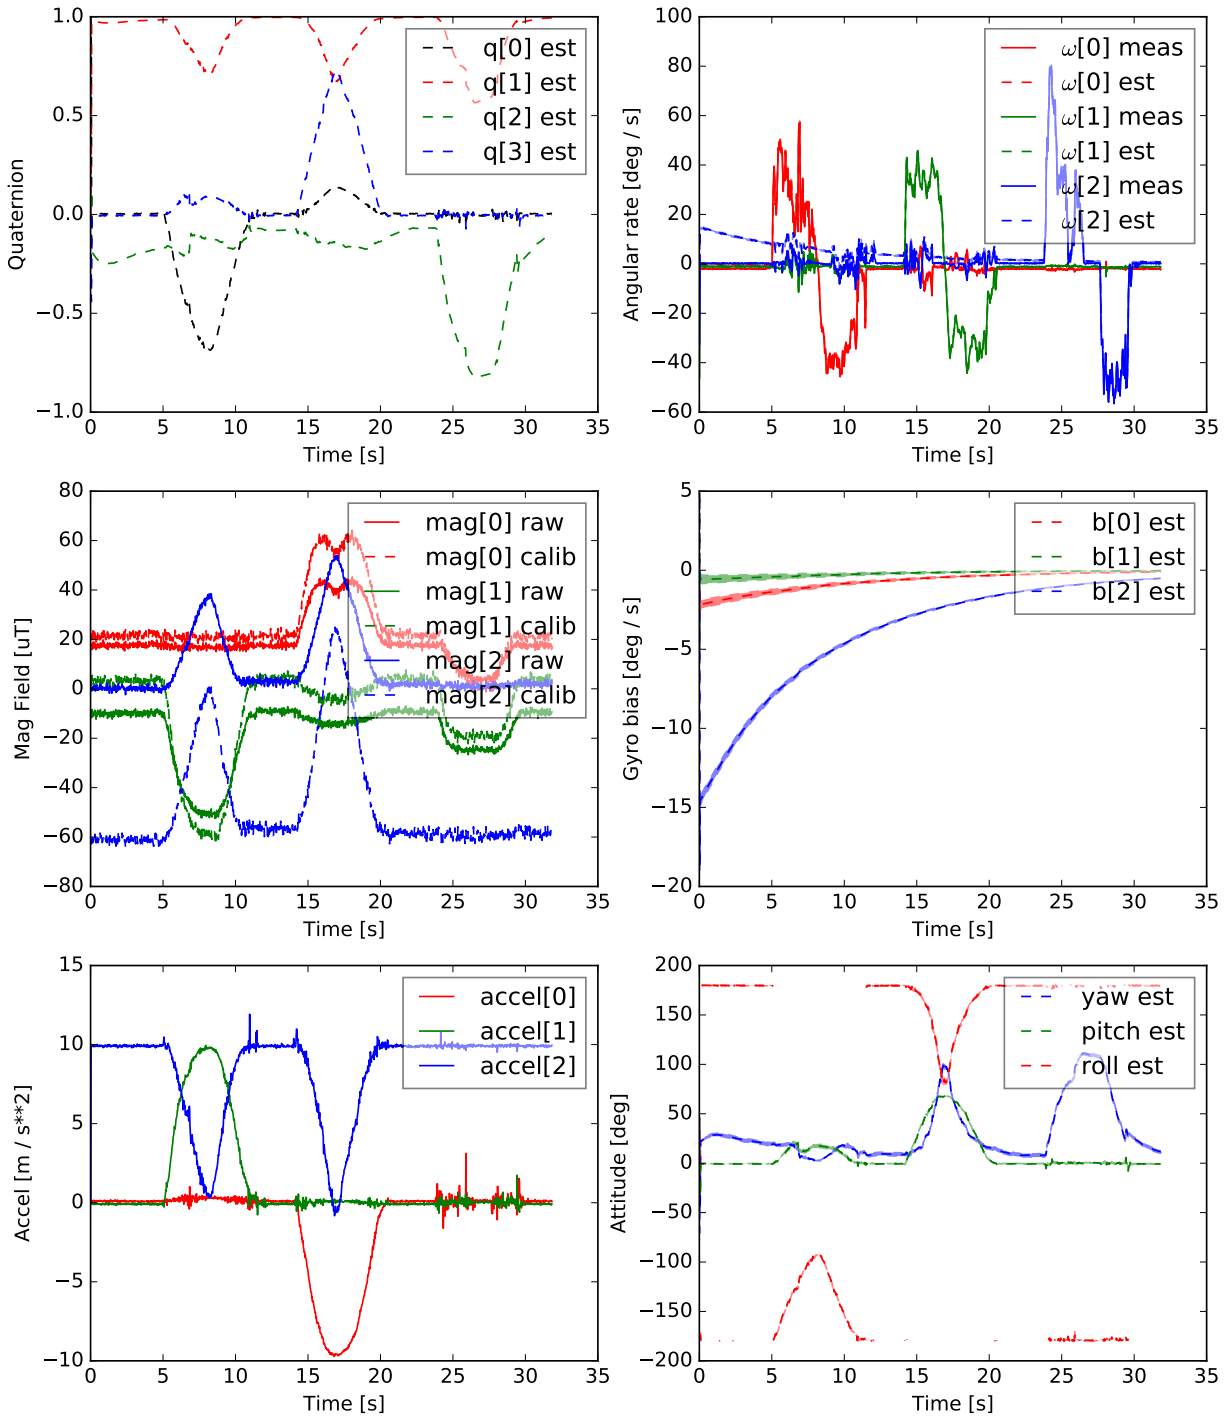 1.0
0.5
0.0
−0.5
−1.0
Quaternion
0 5 10 15 20 25 30 35
Time [s]
q[0] est
q[1] est
q[2] est
q[3] est
100
80
60
40
20
0
−20
−40
−60
Angular rate [deg / s]
0 5 10 15 20 25 30 35
Time [s]
ω[0] meas
ω[0] est
ω[1] meas
ω[1] est
ω[2] meas
ω[2] est
80
60
40
20
0
−20
−40
−60
−80
Mag Field [uT]
0 5 10 15 20 25 30 35
Time [s]
mag[0] raw
mag[0] calib
mag[1] raw
mag[1] calib
mag[2] raw
mag[2] calib
5
0
−5
−10
−15
−20
Gyro bias [deg / s]
0 5 10 15 20 25 30 35
Time [s]
b[0] est
b[1] est
b[2] est
15
10
5
0
−5
−10
Accel [m / s**2]
0 5 10 15 20 25 30 35
Time [s]
accel[0]
accel[1]
accel[2]
200
150
100
50
0
−50
−100
−150
−200
Attitude [deg]
0 5 10 15 20 25 30 35
Time [s]
yaw est
pitch est
roll est